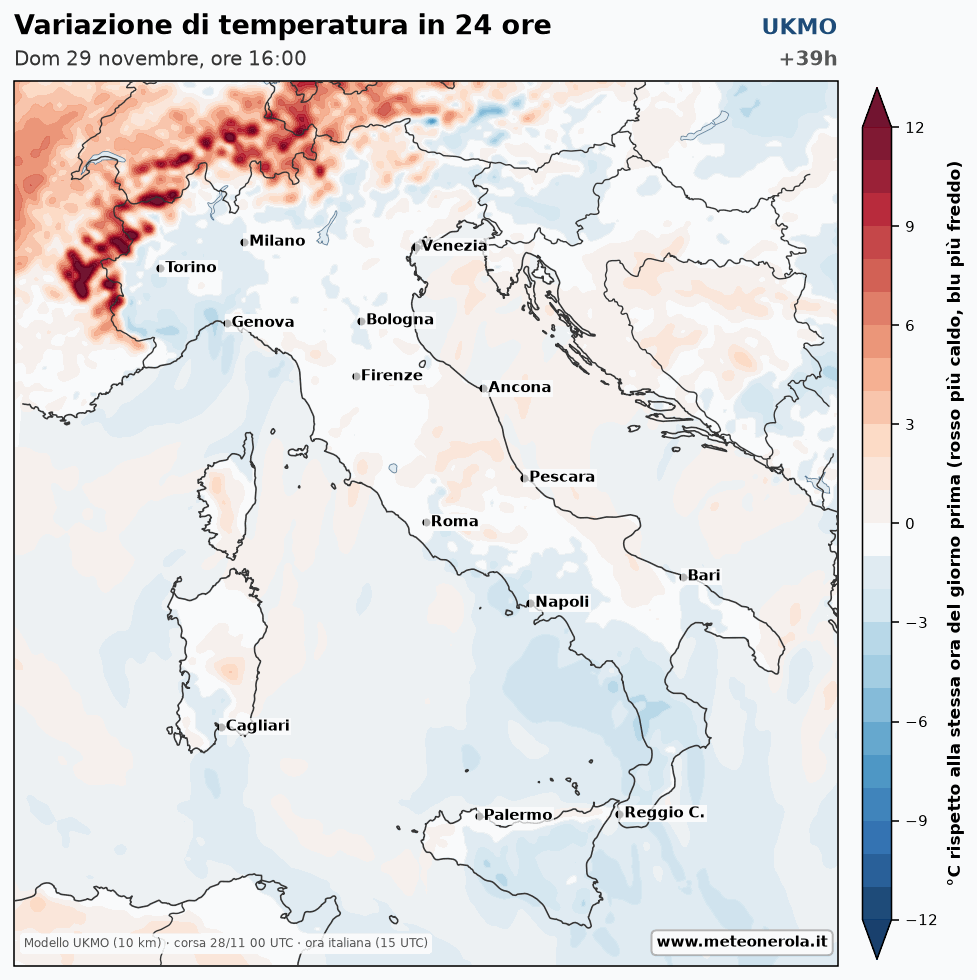 Variazione di temperatura in 24 ore
UKMO
Dom 29 novembre, ore 16:00
+39h
Milano
Venezia
Torino
Genova
Bologna
Firenze
Ancona
Pescara
Roma
Bari
Napoli
Cagliari
Palermo
Reggio C.
12
9
6
3
0
−3
−6
−9
−12
°C rispetto alla stessa ora del giorno prima (rosso più caldo, blu più freddo)
Modello UKMO (10 km) · corsa 28/11 00 UTC · ora italiana (15 UTC)
www.meteonerola.it